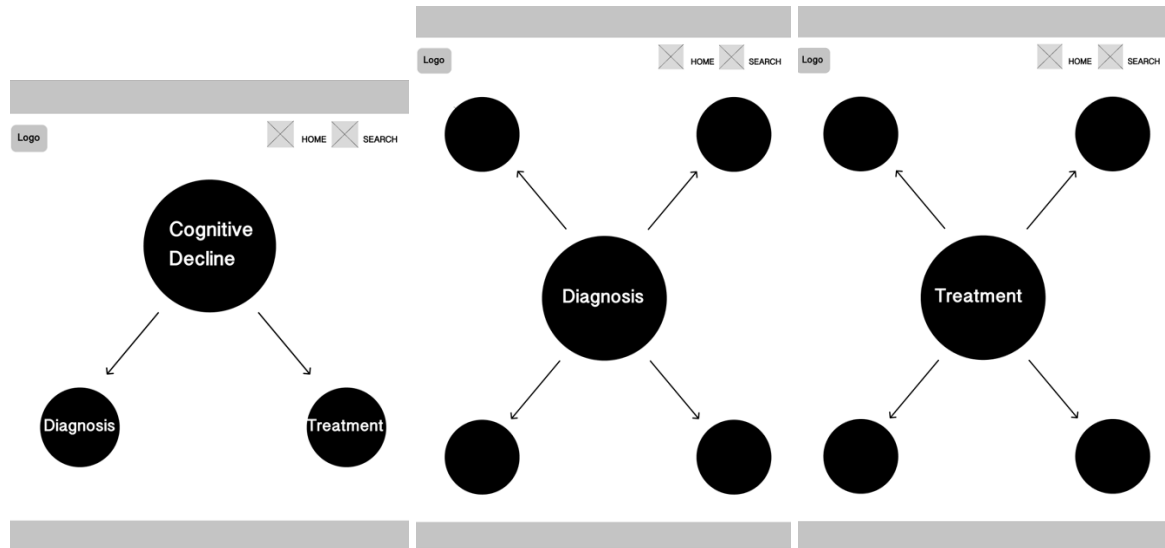 Logo
HOME
SEARCH
Cognitive
Decline
Diagnosis
Treatment
Logo
HOME
SEARCH
Diagnosis
Logo
HOME
SEARCH
Treatment